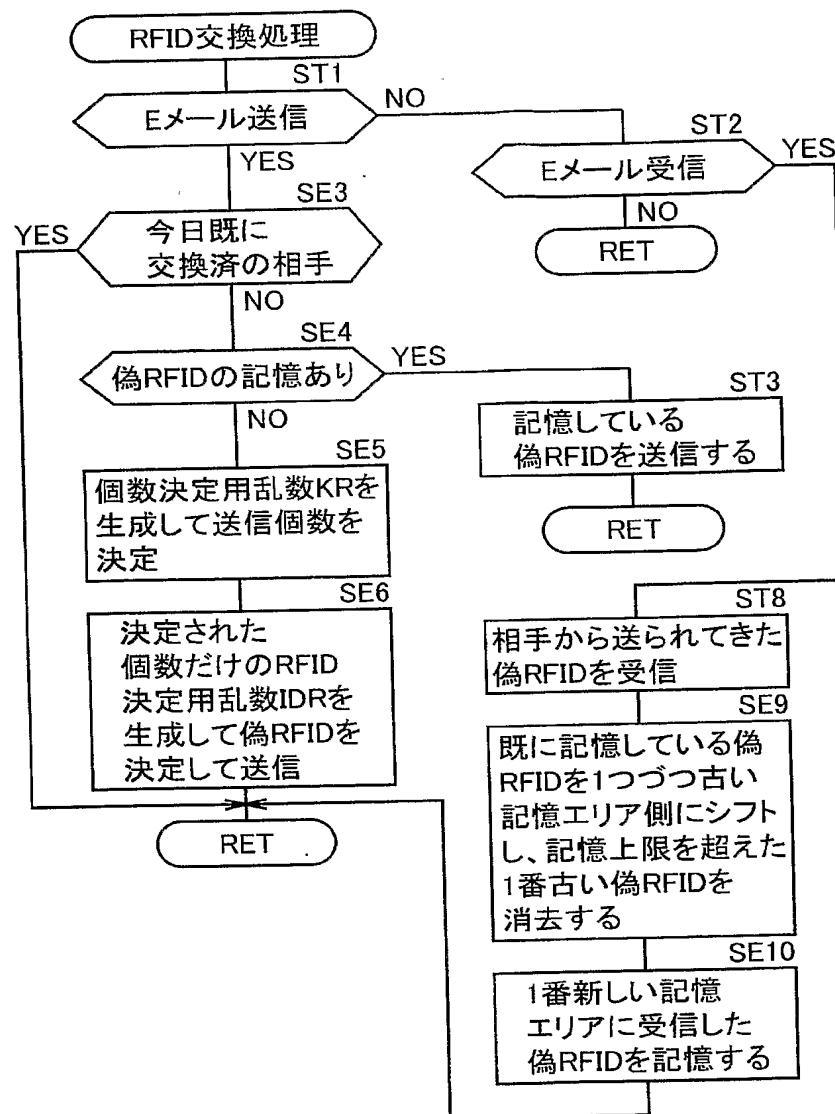 RFID交換処理
ST1
Eメール送信
NO
ST2
YES
Eメール受信
YES
NO
RET
SE3
YES
今日既に
交換済の相手
NO
SE4
偽RFIDの記憶あり
YES
NO
ST3
記憶している
偽RFIDを送信する
RET
SE5
個数決定用乱数KRを
生成して送信個数を
決定
SE6
決定された
個数だけのRFID
決定用乱数IDRを
生成して偽RFIDを
決定して送信
RET
ST8
相手から送られてきた
偽RFIDを受信
SE9
既に記憶している偽
RFIDを1つづつ古い
記憶エリア側にシフト
し、記憶上限を超えた
1番古い偽RFIDを
消去する
SE10
1番新しい記憶
エリアに受信した
偽RFIDを記憶する